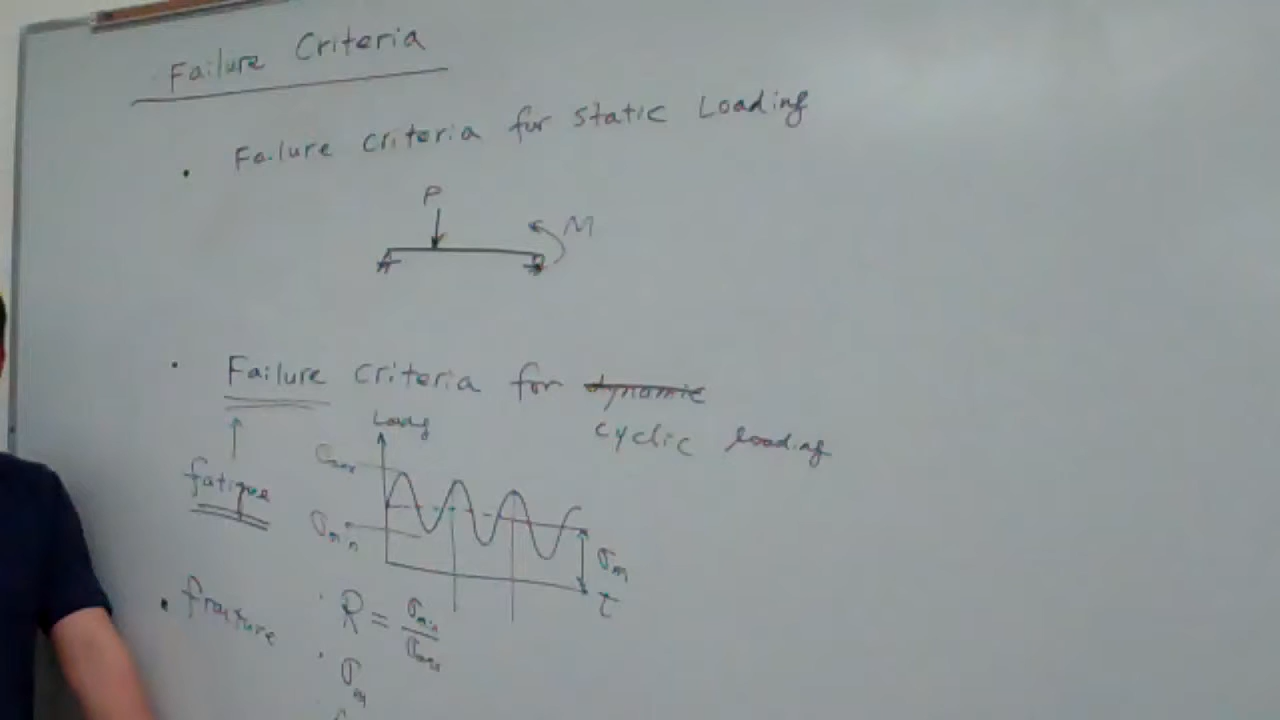 Failure Criteria
• Failure criteria for static Loading
P
M
• Failure criteria for dynamic
cyclic loading
fatigue
σmax
σmin
σm
τ
• fracture
• R = σmin / σmax
• σm